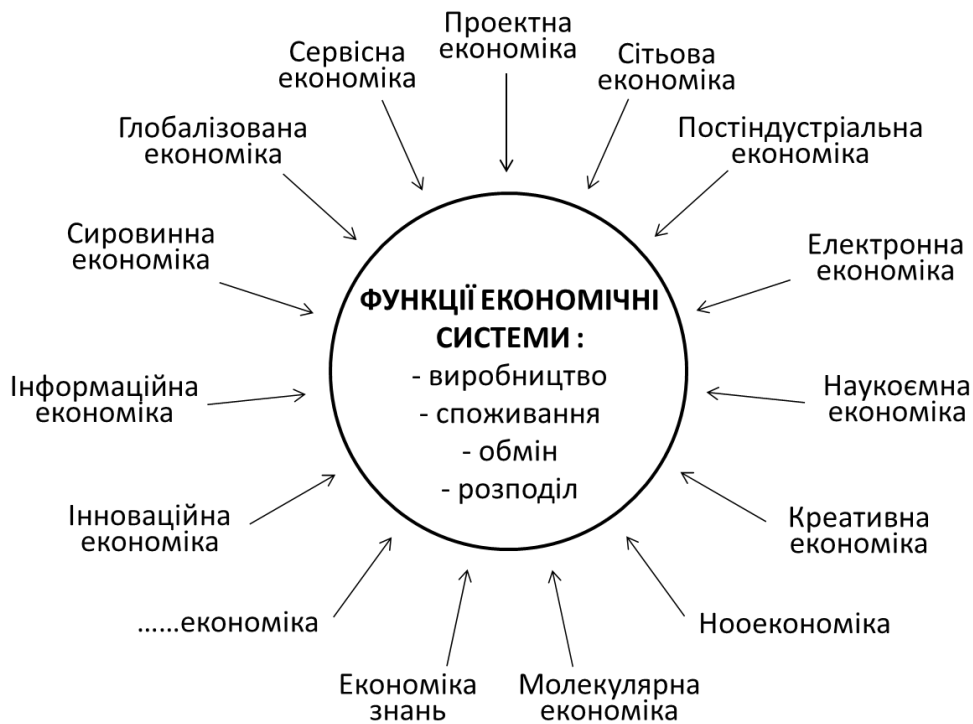 Проектна
економіка
Сітьова
економіка
Постіндустріальна
економіка
Електронна
економіка
Наукоємна
економіка
Креативна
економіка
Нооекономіка
Молекулярна
економіка
Економіка
знань
......економіка
Інноваційна
економіка
Інформаційна
економіка
Сировинна
економіка
Глобалізована
економіка
Сервісна
економіка
ФУНКЦІЇ ЕКОНОМІЧНІ
СИСТЕМИ :
- виробництво
- споживання
- обмін
- розподіл